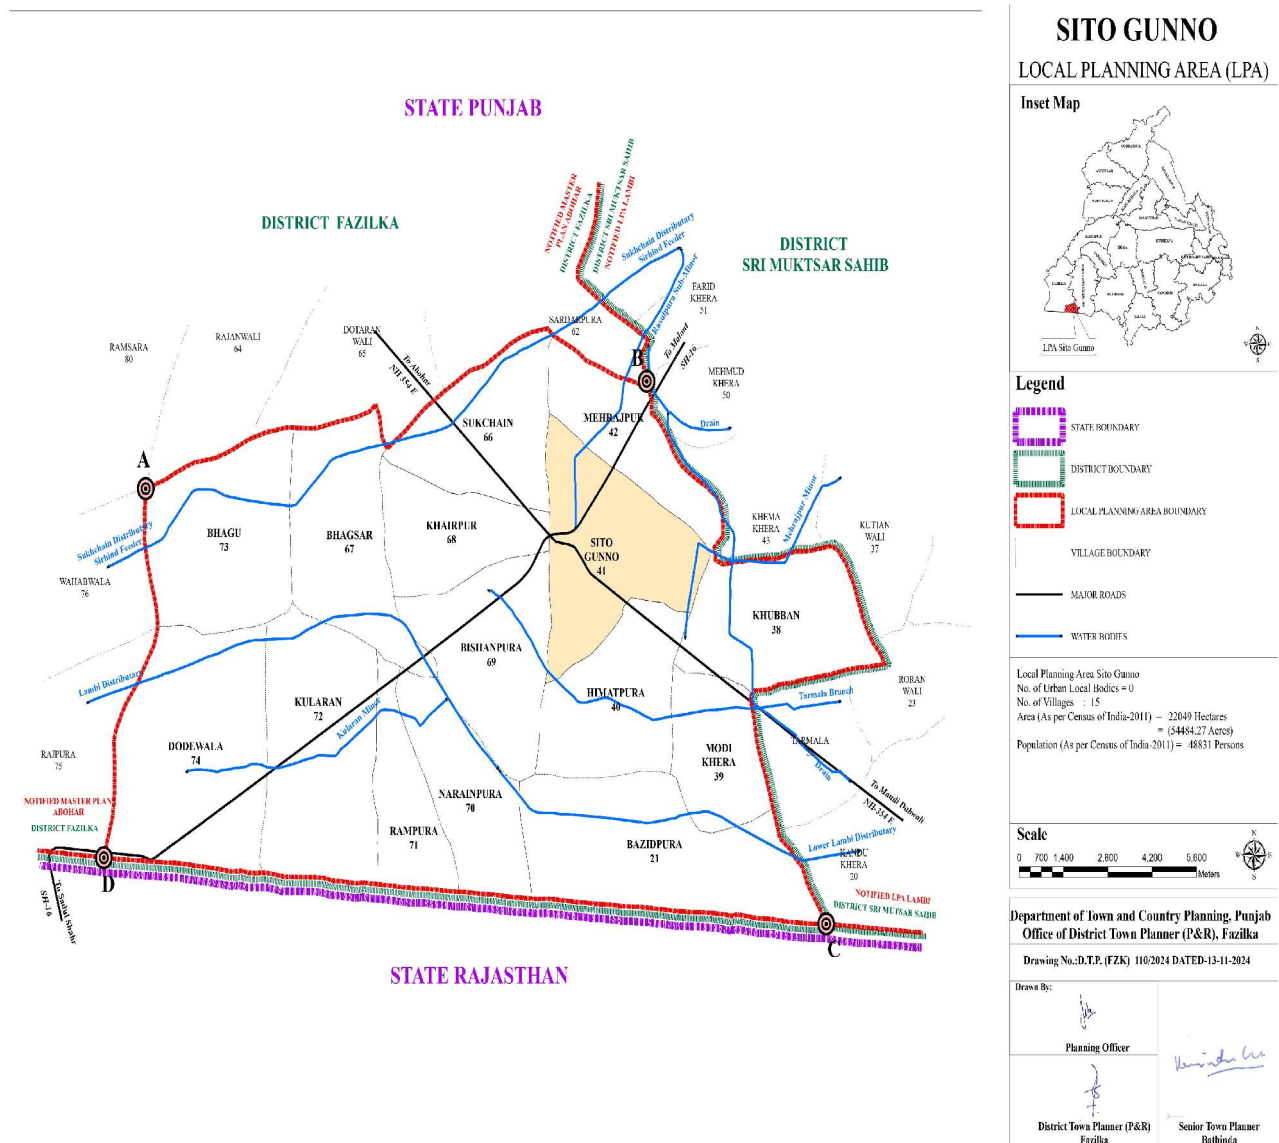 SITO GUNNO
LOCAL PLANNING AREA (LPA)
Inset Map
LPA Sito Gunno
N
E
S
W
Legend
STATE BOUNDARY
DISTRICT BOUNDARY
LOCAL PLANNING AREA BOUNDARY
VILLAGE BOUNDARY
MAJOR ROADS
WATER BODIES
Local Planning Area Sito Gunno
No. of Urban Local Bodies = 0
No. of Villages : 15
Area (As per Census of India-2011) = 22049 Hectares
= (54484.27 Acres)
Population (As per Census of India-2011) = 48831 Persons
Scale
N
E
S
W
0 700 1,400 2,800 4,200 5,600
Meters
Department of Town and Country Planning, Punjab
Office of District Town Planner (P&R), Fazilka
Drawing No.:D.T.P. (FZK) 110/2024 DATED-13-11-2024
Drawn By:
Planning Officer
District Town Planner (P&R)
Fazilka
Senior Town Planner
Bathinda
STATE PUNJAB
DISTRICT FAZILKA
DISTRICT
SRI MUKTSAR SAHIB
NOTIFIED MASTER
PLAN ABOHAR
DISTRICT FAZILKA
DISTRICT SRI MUKTSAR SAHIB
NOTIFIED LPA LAMBI
Sukhchain Distributary
Sirhind Feeder
Rasulpura Sub-Minor
FARID
KHERA
51
SARDARPURA
62
DOTARAN
WALI
65
RAJANWALI
64
RAMSARA
80
To Abohar
NH 354 E
To Malout
SH-16
B
MEHMUD
KHERA
50
Drain
SUKCHAIN
66
MEHRAJPUR
42
A
BHAGU
73
BHAGSAR
67
KHAIRPUR
68
SITO
GUNNO
41
KHEMA
KHERA
43
Mehrajpur Minor
KUTIAN
WALI
37
Sukhchain Distributary
Sirhind Feeder
WAHABWALA
76
KHUBBAN
38
BISHANPURA
69
Lambi Distributary
KULARAN
72
Kularan Minor
HIMATPURA
40
Tarmala Branch
RORAN
WALI
23
RAJPURA
75
DODEWALA
74
MODI
KHERA
39
TARMALA
Drain
To Mandi Dabwali
NH-354 E
NARAINPURA
70
RAMPURA
71
BAZIDPURA
21
Lower Lambi Distributary
KANDU
KHERA
20
NOTIFIED MASTER PLAN
ABOHAR
DISTRICT FAZILKA
D
To Sadul Shahr
SH-16
NOTIFIED LPA LAMBI
DISTRICT SRI MUTSAR SAHIB
C
STATE RAJASTHAN